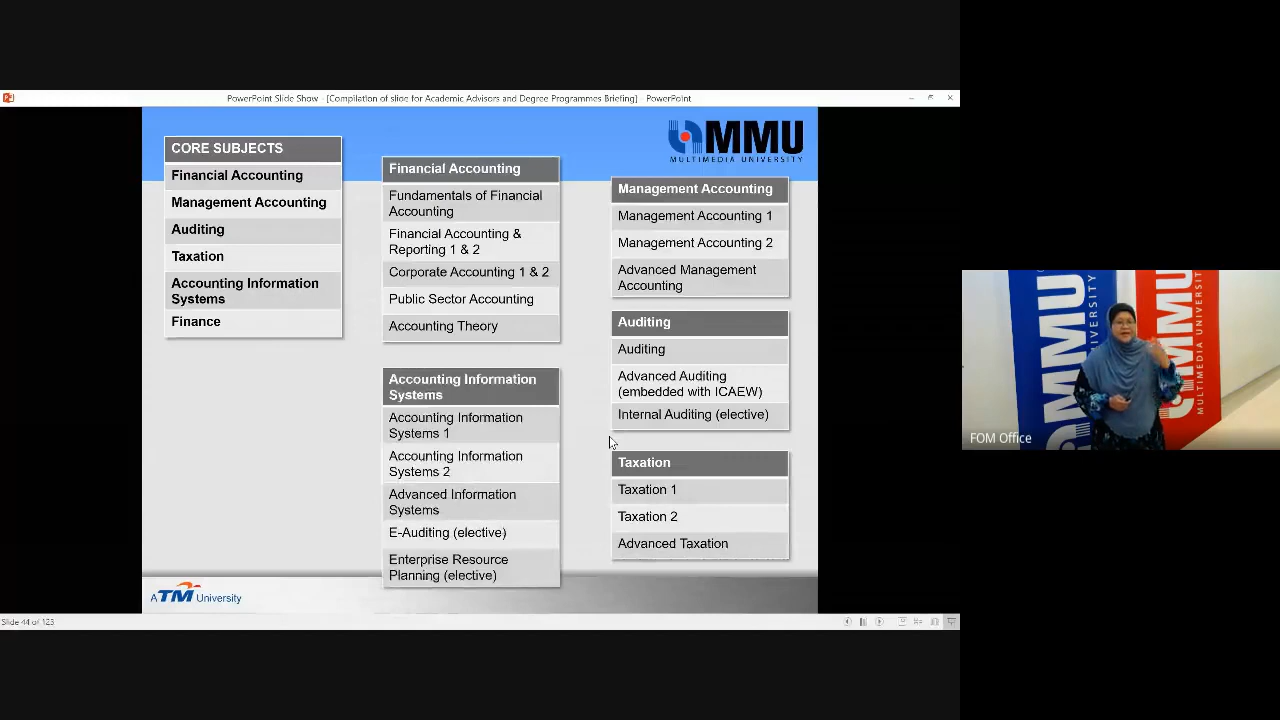 PowerPoint Slide Show - [Compilation of slide for Academic Advisors and Degree Programmes Briefing] - PowerPoint
MMU
MULTIMEDIA UNIVERSITY
CORE SUBJECTS
Financial Accounting
Management Accounting
Auditing
Taxation
Accounting Information
Systems
Finance
Financial Accounting
Fundamentals of Financial
Accounting
Financial Accounting &
Reporting 1 & 2
Corporate Accounting 1 & 2
Public Sector Accounting
Accounting Theory
Accounting Information
Systems
Accounting Information
Systems 1
Accounting Information
Systems 2
Advanced Information
Systems
E-Auditing (elective)
Enterprise Resource
Planning (elective)
Management Accounting
Management Accounting 1
Management Accounting 2
Advanced Management
Accounting
Auditing
Auditing
Advanced Auditing
(embedded with ICAEW)
Internal Auditing (elective)
Taxation
Taxation 1
Taxation 2
Advanced Taxation
A TM University
Slide 44 of 123
MMU
MMU
MULTIMEDIA UNIVERSIT
FOM Office